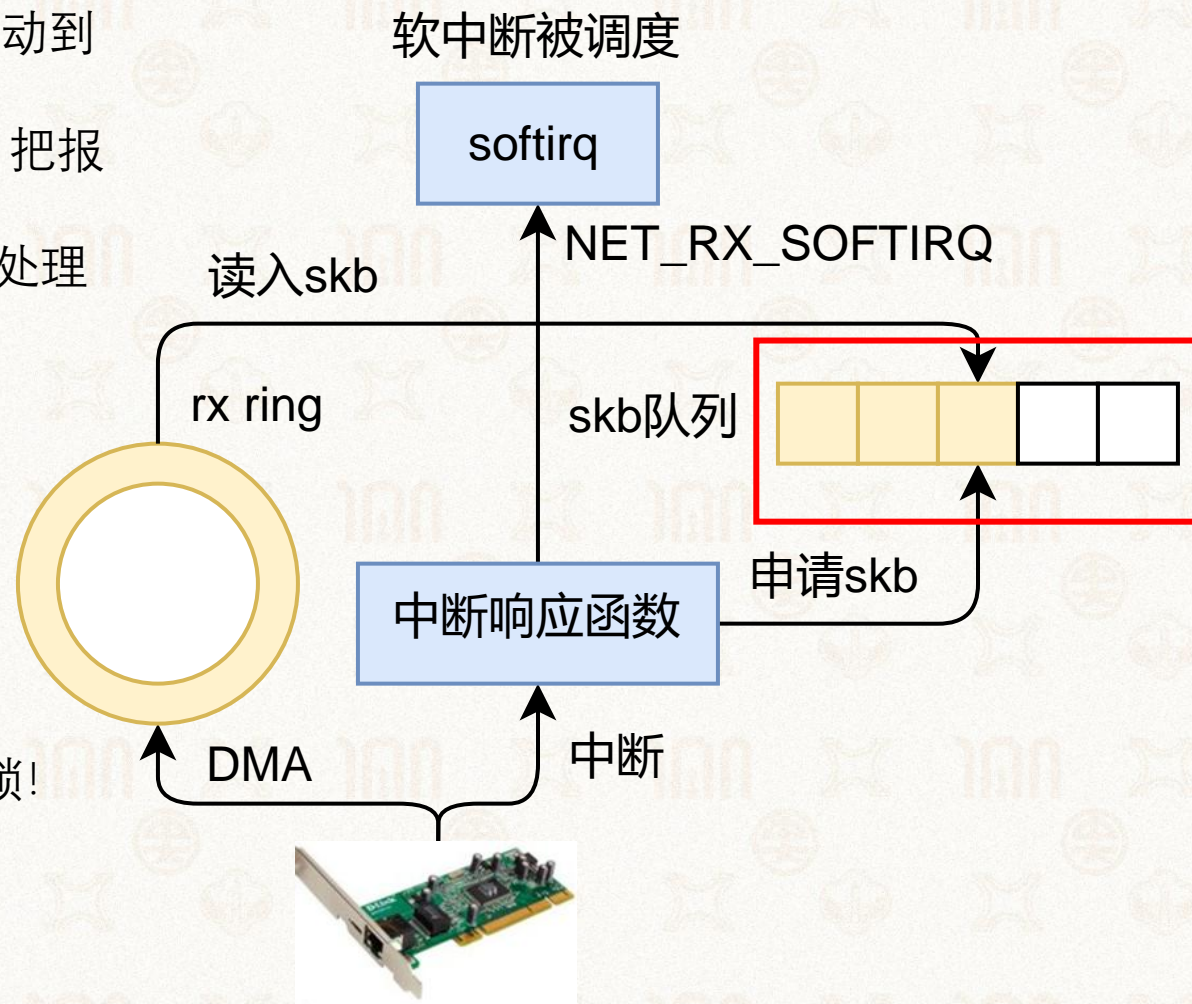 动到
软中断被调度
把报
softirq
处理
NET_RX_SOFTIRQ
读入skb
rx ring
skb队列
申请skb
中断响应函数
锁!
DMA
中断